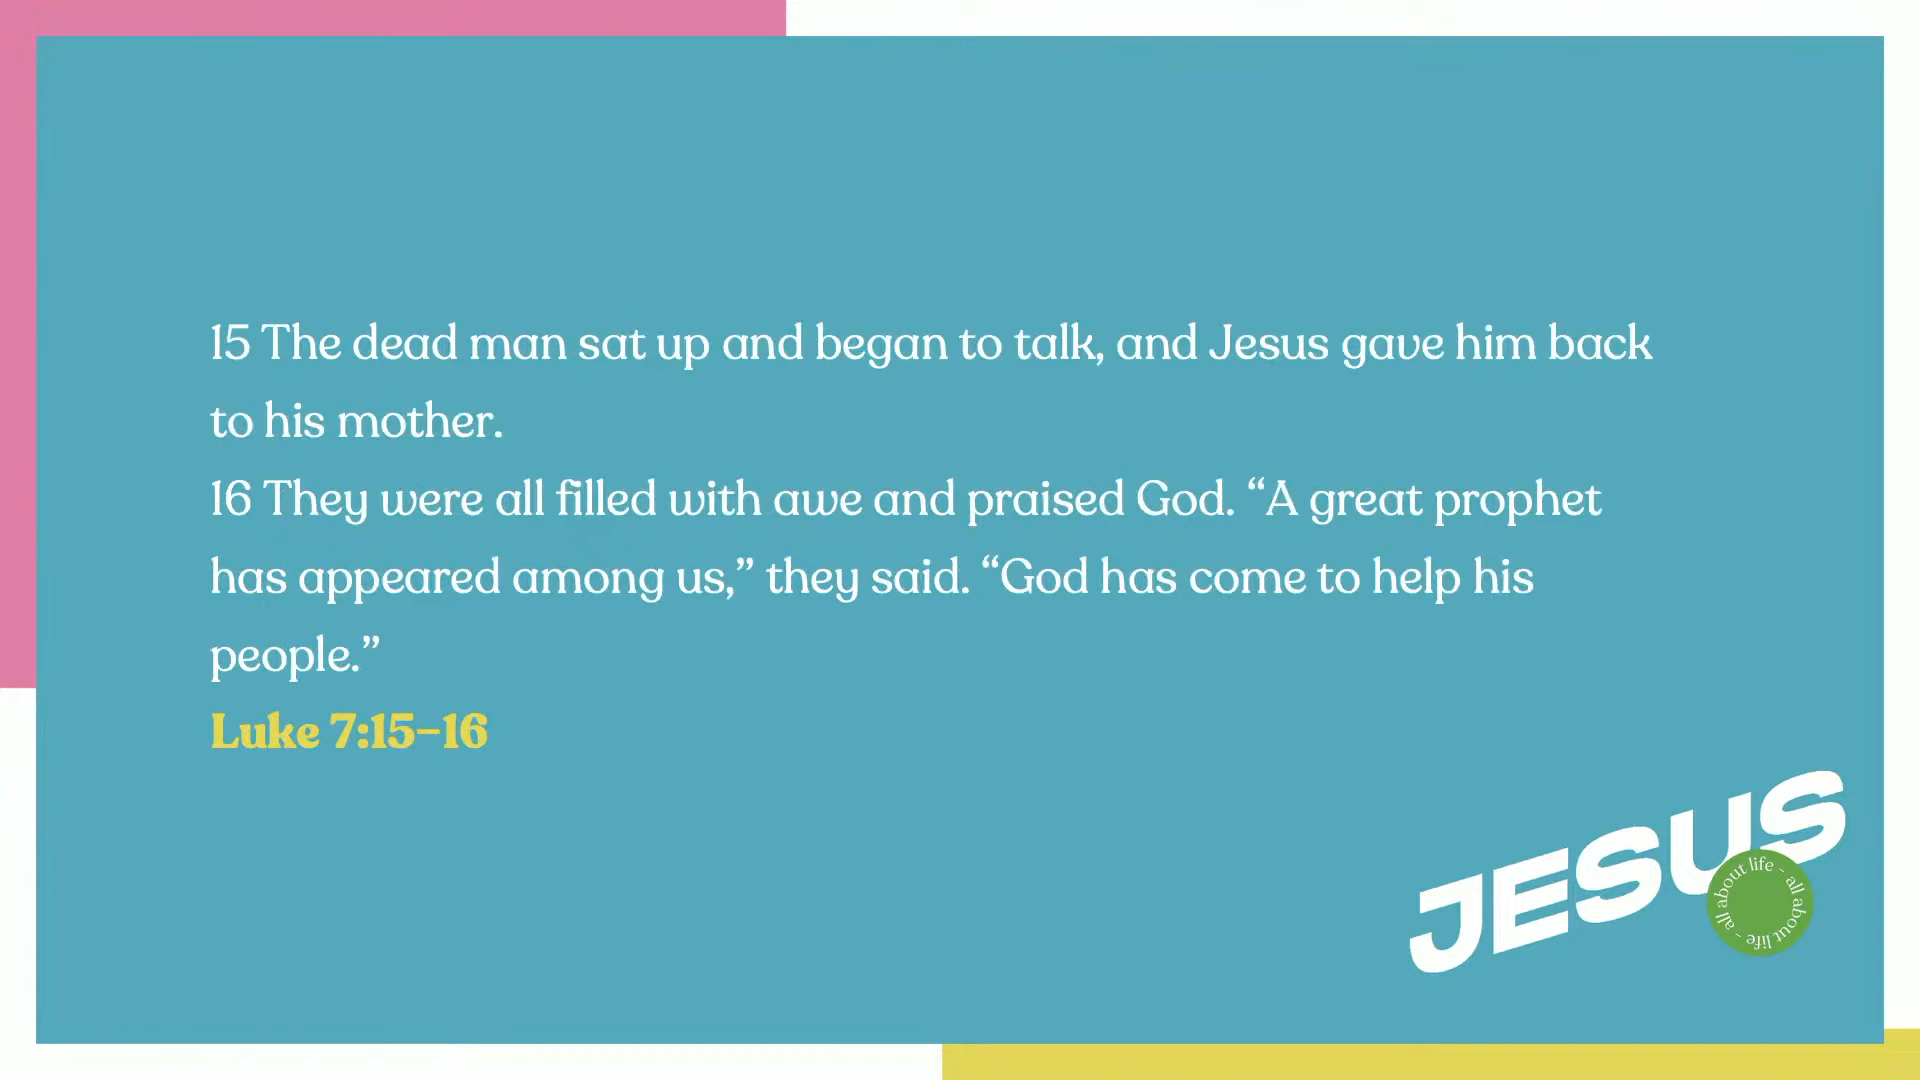 15 The dead man sat up and began to talk, and Jesus gave him back
to his mother.
16 They were all filled with awe and praised God. “A great prophet
has appeared among us,” they said. “God has come to help his
people.”
Luke 7:15–16
JESUS
all about life - all about life -